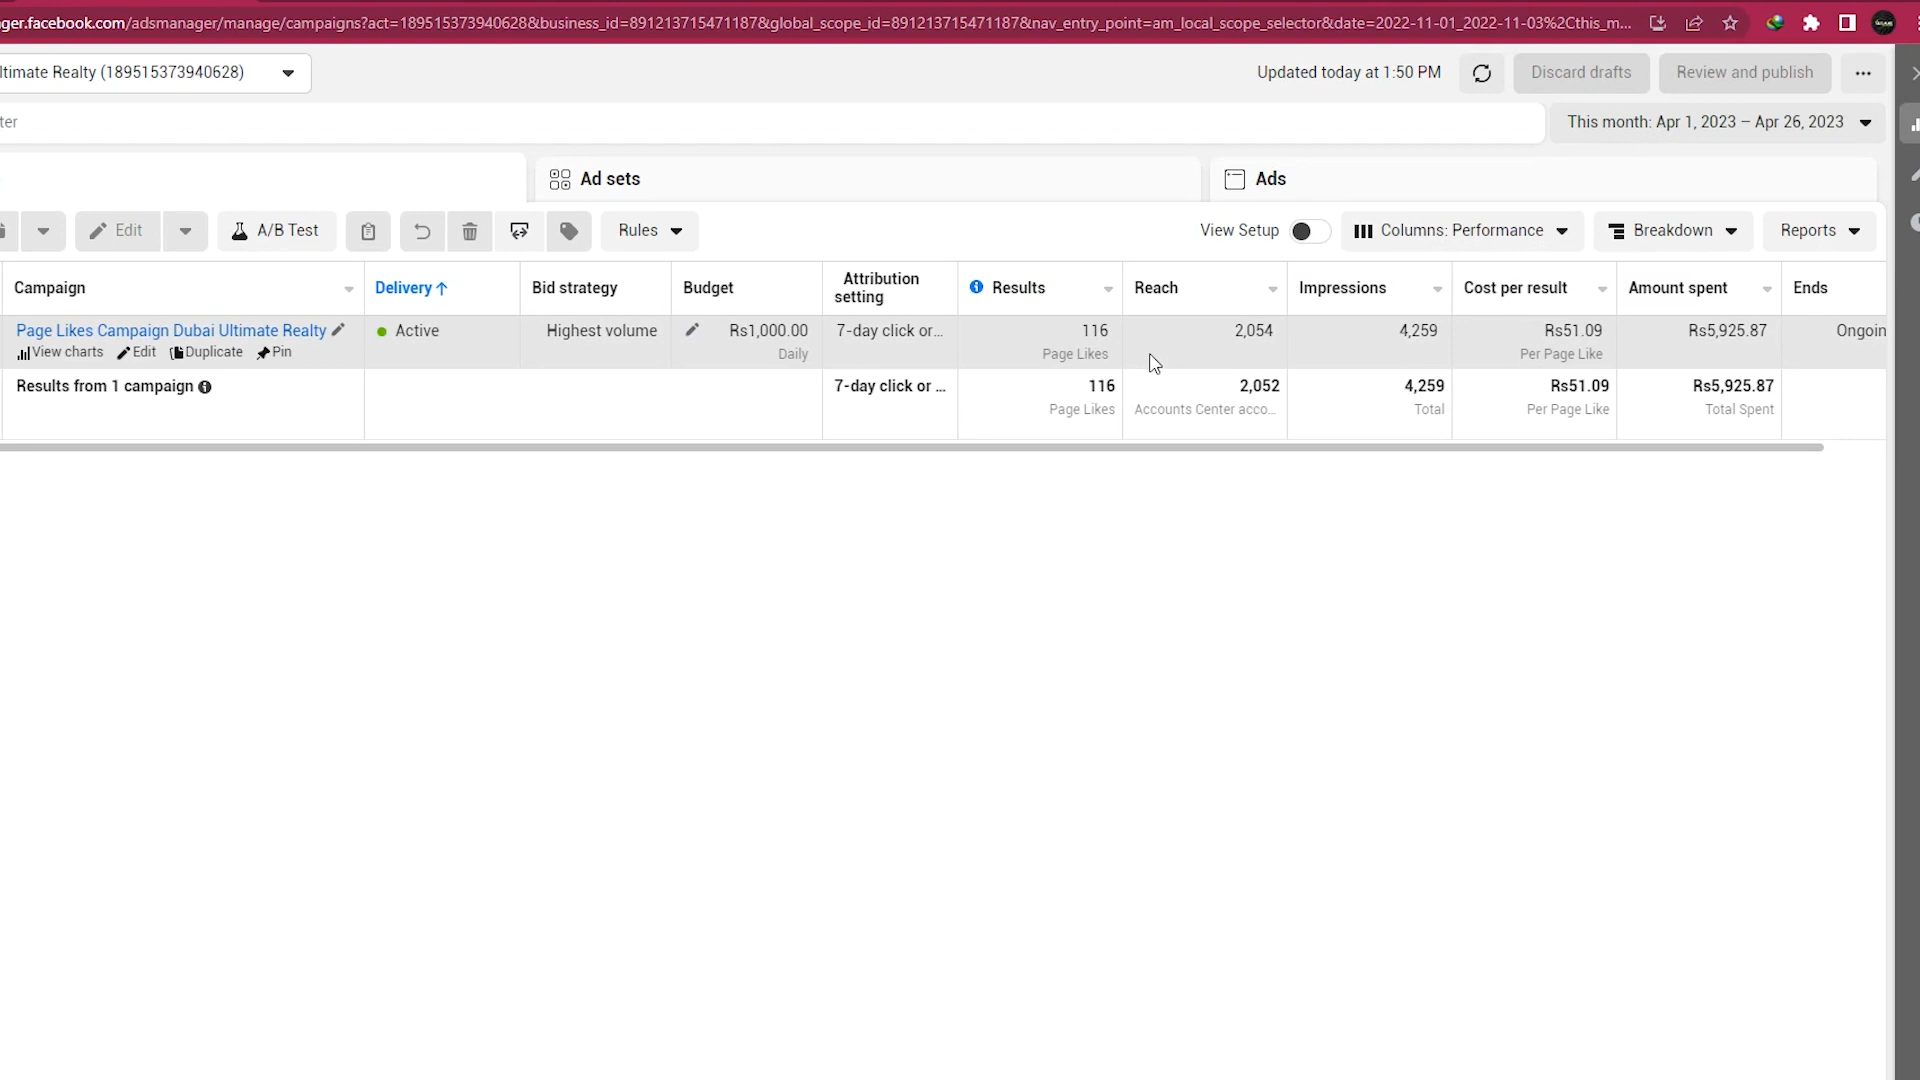 ger.facebook.com/adsmanager/manage/campaigns?act=189515373940628&business_id=891213715471187&global_scope_id=891213715471187&nav_entry_point=am_local_scope_selector&date=2022-11-01_2022-11-03%2Cthis_m...
ltimate Realty (189515373940628)
Updated today at 1:50 PM
Discard drafts
Review and publish
ter
This month: Apr 1, 2023 – Apr 26, 2023
Ad sets
Ads
Edit
A/B Test
Rules
View Setup
Columns: Performance
Breakdown
Reports
Campaign
Delivery ↑
Bid strategy
Budget
Attribution
setting
Results
Reach
Impressions
Cost per result
Amount spent
Ends
Page Likes Campaign Dubai Ultimate Realty
Active
Highest volume
Rs1,000.00
7-day click or...
116
2,054
4,259
Rs51.09
Rs5,925.87
Ongoin
View charts
Edit
Duplicate
Pin
Daily
Page Likes
Per Page Like
Results from 1 campaign
7-day click or ...
116
2,052
4,259
Rs51.09
Rs5,925.87
Page Likes
Accounts Center acco...
Total
Per Page Like
Total Spent